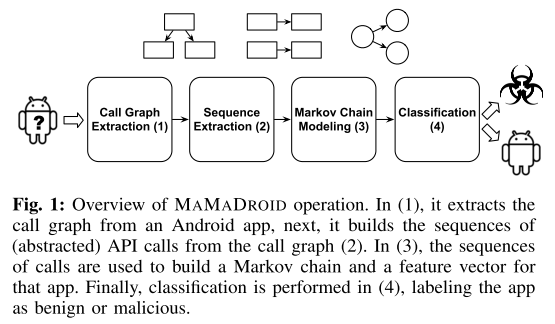 ?
Call Graph
Extraction (1)
Sequence
Extraction (2)
Markov Chain
Modeling (3)
Classification
(4)
Fig. 1: Overview of MAMADROID operation. In (1), it extracts the
call graph from an Android app, next, it builds the sequences of
(abstracted) API calls from the call graph (2). In (3), the sequences
of calls are used to build a Markov chain and a feature vector for
that app. Finally, classification is performed in (4), labeling the app
as benign or malicious.